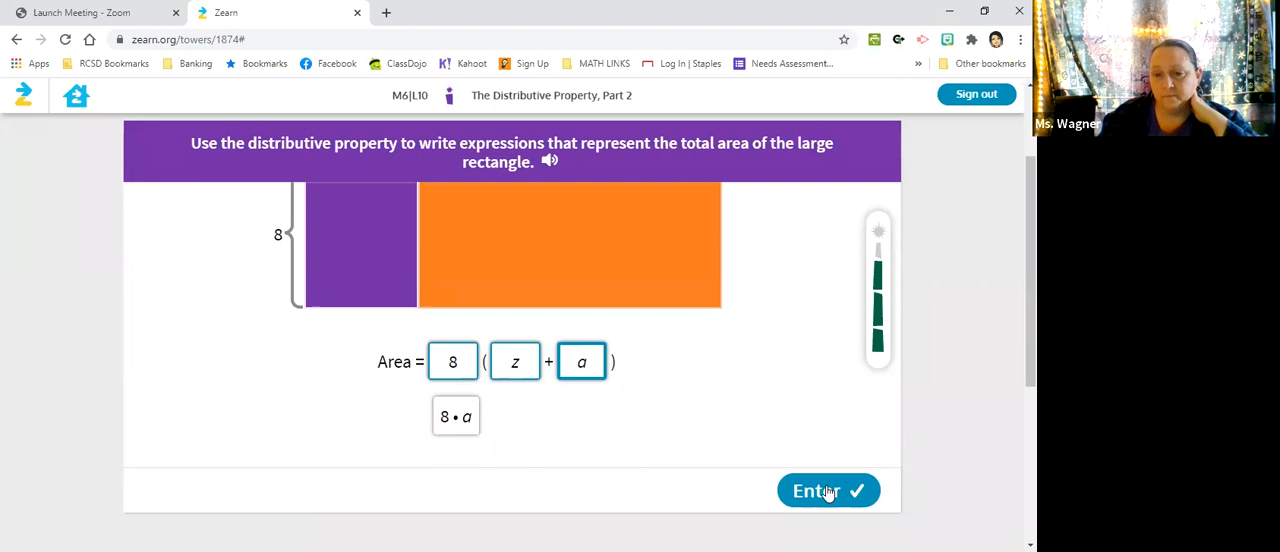 Launch Meeting - Zoom
Zearn
zearn.org/towers/1874#
Apps
RCSD Bookmarks
Banking
Bookmarks
Facebook
ClassDojo
K! Kahoot
Sign Up
MATH LINKS
Log In | Staples
Needs Assessment...
»
Other bookmarks
M6|L10
The Distributive Property, Part 2
Sign out
Ms. Wagner
Use the distributive property to write expressions that represent the total area of the large
rectangle.
8
Area = 8 ( z + a )
8 • a
Enter ✓